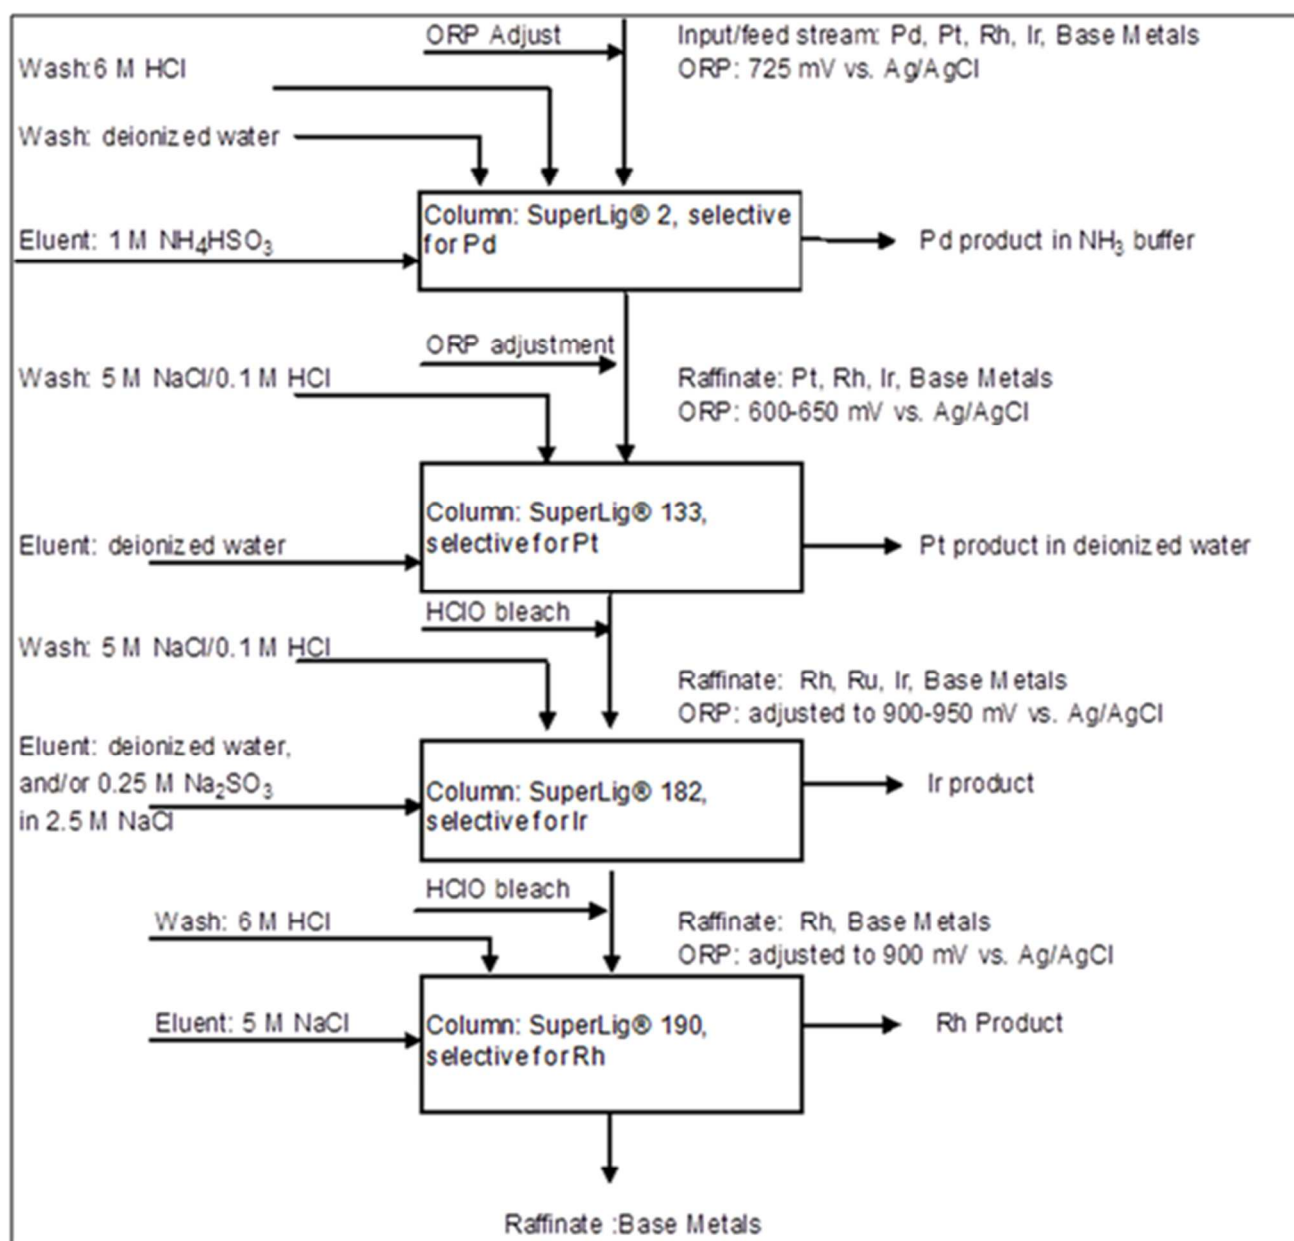 ORP Adjust
Input/feed stream: Pd, Pt, Rh, Ir, Base Metals
ORP: 725 mV vs. Ag/AgCl
Wash:6 M HCl
Wash: deionized water
Column: SuperLig® 2, selective
for Pd
Eluent: 1 M NH₄HSO₃
Pd product in NH₃ buffer
ORP adjustment
Wash: 5 M NaCl/0.1 M HCl
Raffinate: Pt, Rh, Ir, Base Metals
ORP: 600-650 mV vs. Ag/AgCl
Column: SuperLig® 133,
selective for Pt
Eluent: deionized water
Pt product in deionized water
HClO bleach
Wash: 5 M NaCl/0.1 M HCl
Raffinate: Rh, Ru, Ir, Base Metals
ORP: adjusted to 900-950 mV vs. Ag/AgCl
Eluent: deionized water,
and/or 0.25 M Na₂SO₃
in 2.5 M NaCl
Column: SuperLig® 182,
selective for Ir
Ir product
HClO bleach
Wash: 6 M HCl
Raffinate: Rh, Base Metals
ORP: adjusted to 900 mV vs. Ag/AgCl
Eluent: 5 M NaCl
Column: SuperLig® 190,
selective for Rh
Rh Product
Raffinate :Base Metals